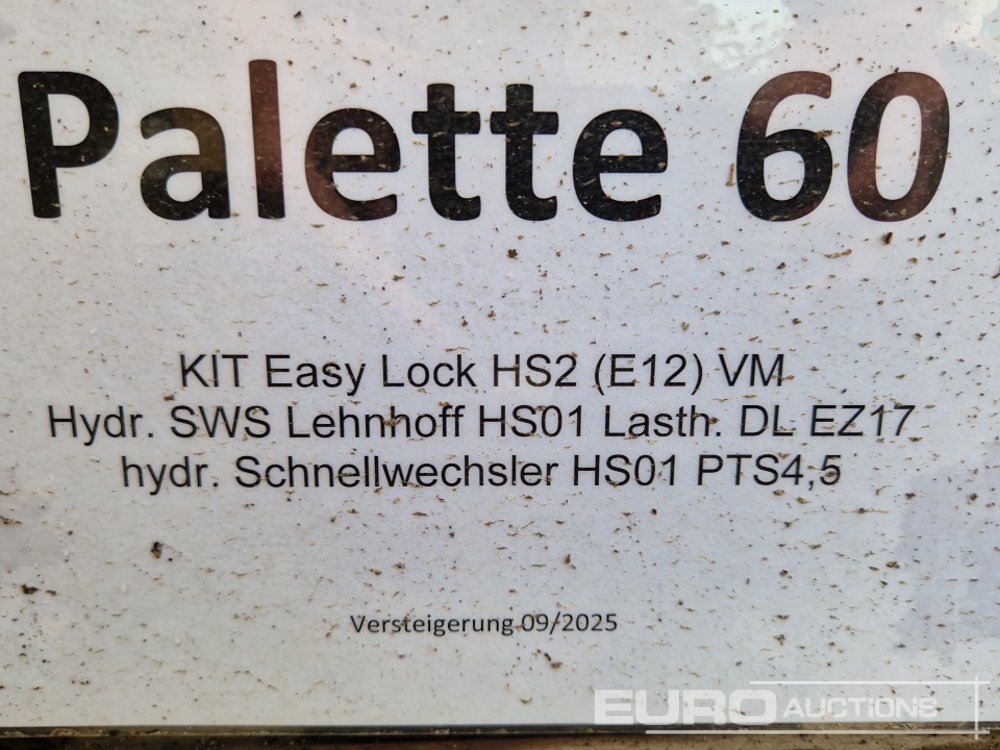 Palette 60
KIT Easy Lock HS2 (E12) VM
Hydr. SWS Lehnhoff HS01 Lasth. DL EZ17
hydr. Schnellwechsler HS01 PTS4,5
Versteigerung 09/2025
EURO AUCTIONS